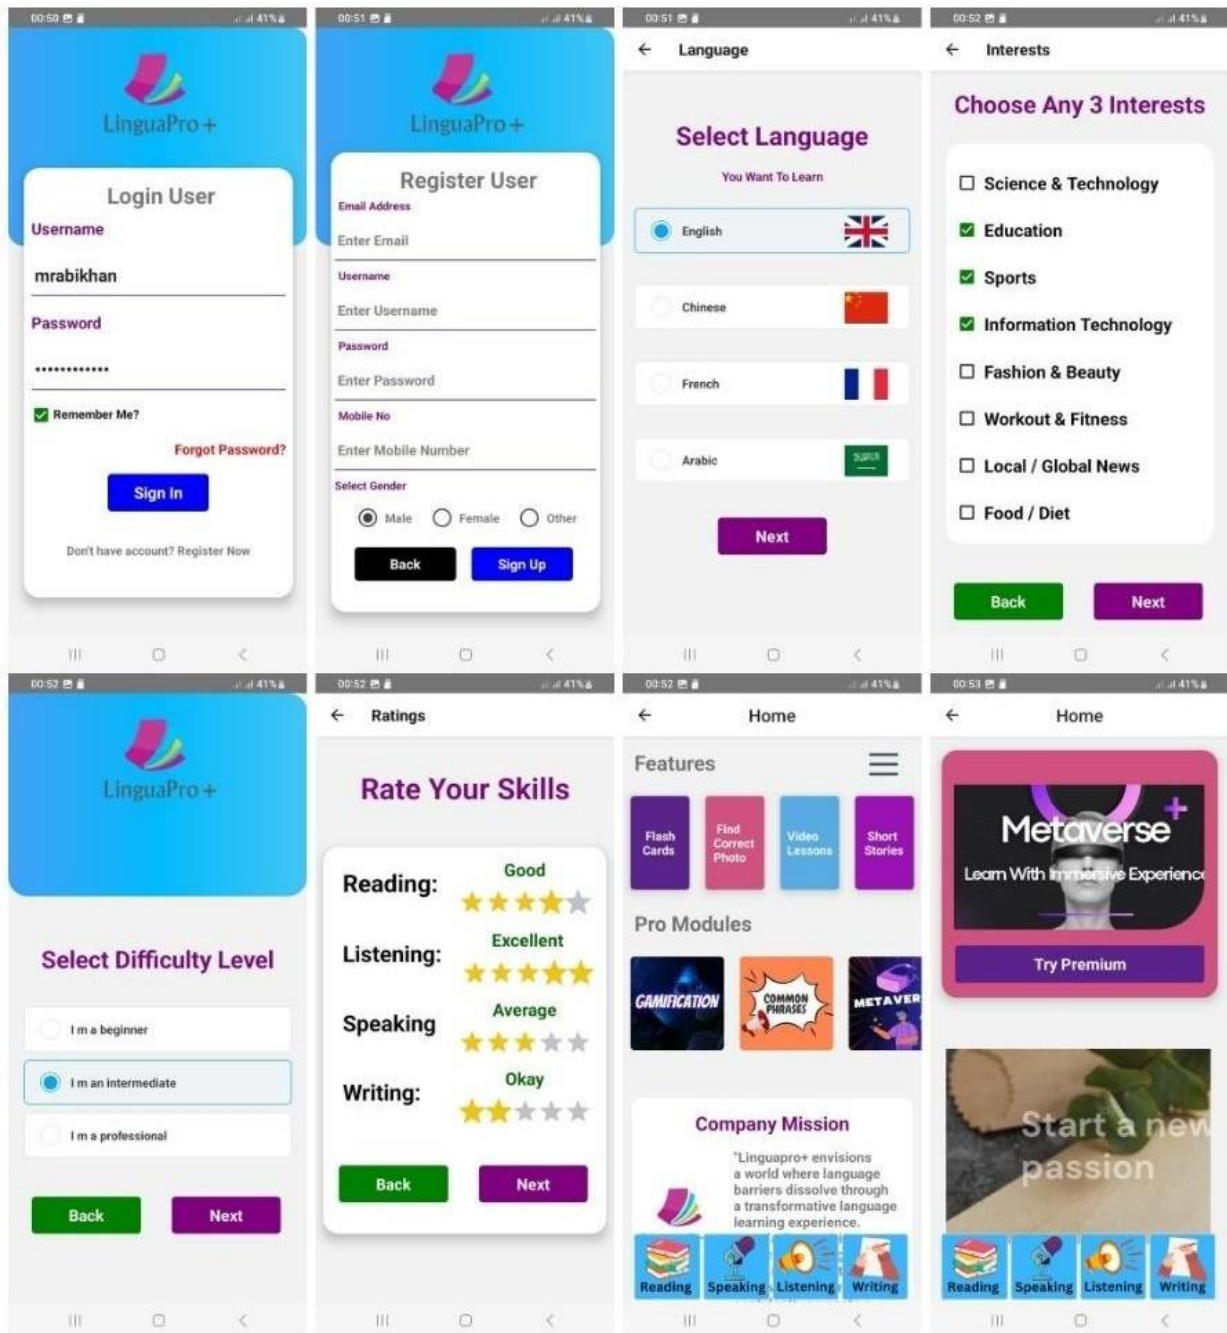 00:50 41%
LinguaPro+
Login User
Username
mrabikhan
Password
Remember Me?
Forgot Password?
Sign In
Don't have account? Register Now
00:51 41%
LinguaPro+
Register User
Email Address
Enter Email
Username
Enter Username
Password
Enter Password
Mobile No
Enter Mobile Number
Select Gender
Male Female Other
Back Sign Up
00:51 41%
Language
Select Language
You Want To Learn
English
Chinese
French
Arabic
Next
00:52 41%
Interests
Choose Any 3 Interests
Science & Technology
Education
Sports
Information Technology
Fashion & Beauty
Workout & Fitness
Local / Global News
Food / Diet
Back Next
00:52 41%
LinguaPro+
Select Difficulty Level
I m a beginner
I m an intermediate
I m a professional
Back Next
00:52 41%
Ratings
Rate Your Skills
Good
Reading:
Excellent
Listening:
Average
Speaking
Okay
Writing:
Back Next
00:52 41%
Home
Features
Flash
Cards
Find
Correct
Photo
Video
Lessons
Short
Stories
Pro Modules
GAMIFICATION
COMMON
PHRASES
METAVER
Company Mission
"Linguapro+ envisions
a world where language
barriers dissolve through
a transformative language
learning experience.
Reading Speaking Listening Writing
00:53 41%
Home
Metaverse+
Learn With Immersive Experience
Try Premium
Start a new
passion
Reading Speaking Listening Writing